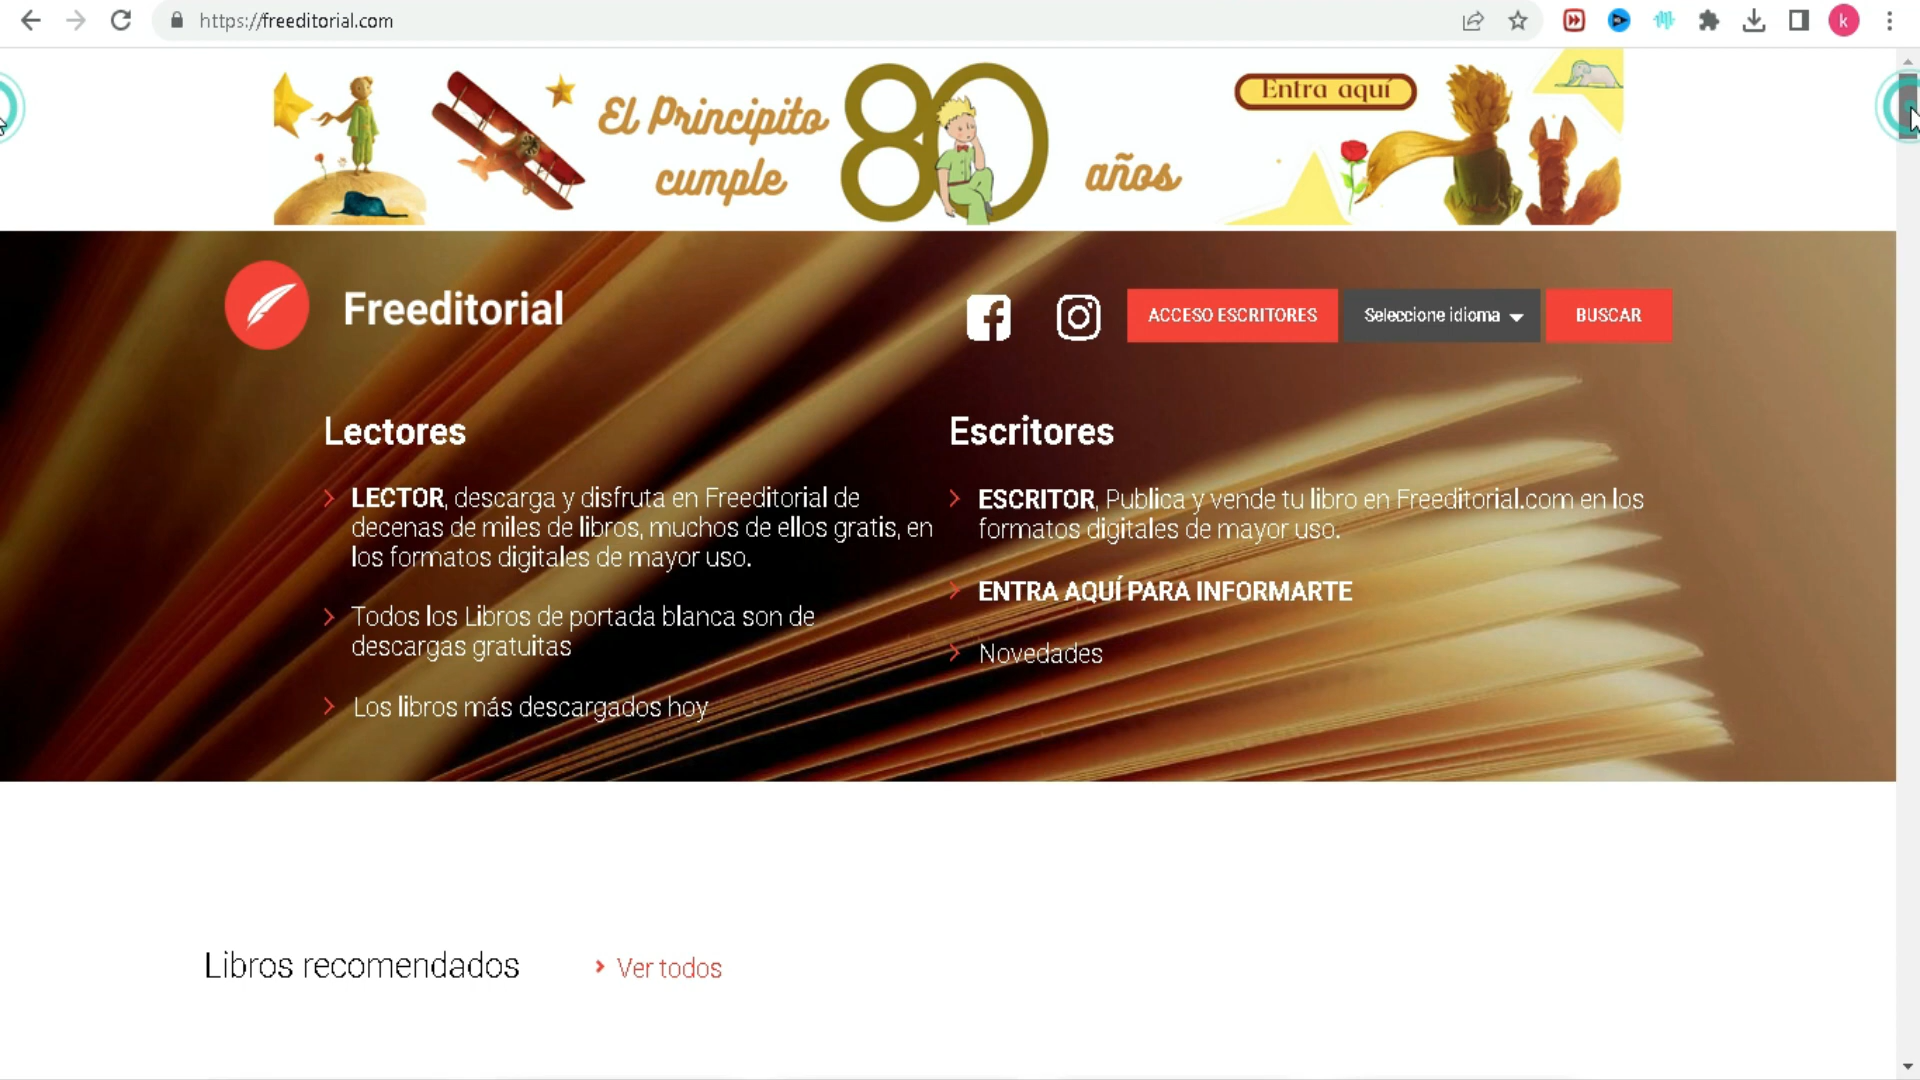 https://freeditorial.com
k
El Principito
cumple
80
años
Entra aquí
Freeditorial
ACCESO ESCRITORES
Seleccione idioma
BUSCAR
Lectores
LECTOR, descarga y disfruta en Freeditorial de
decenas de miles de libros, muchos de ellos gratis, en
los formatos digitales de mayor uso.
Todos los Libros de portada blanca son de
descargas gratuitas
Los libros más descargados hoy
Escritores
ESCRITOR, Publica y vende tu libro en Freeditorial.com en los
formatos digitales de mayor uso.
ENTRA AQUÍ PARA INFORMARTE
Novedades
Libros recomendados
Ver todos